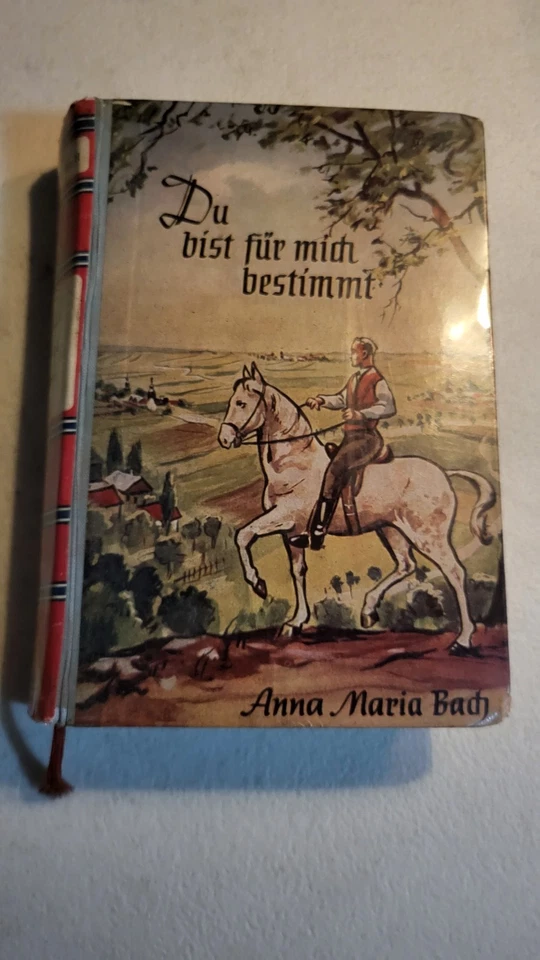 Du
bist für mich
bestimmt
Anna Maria Bach